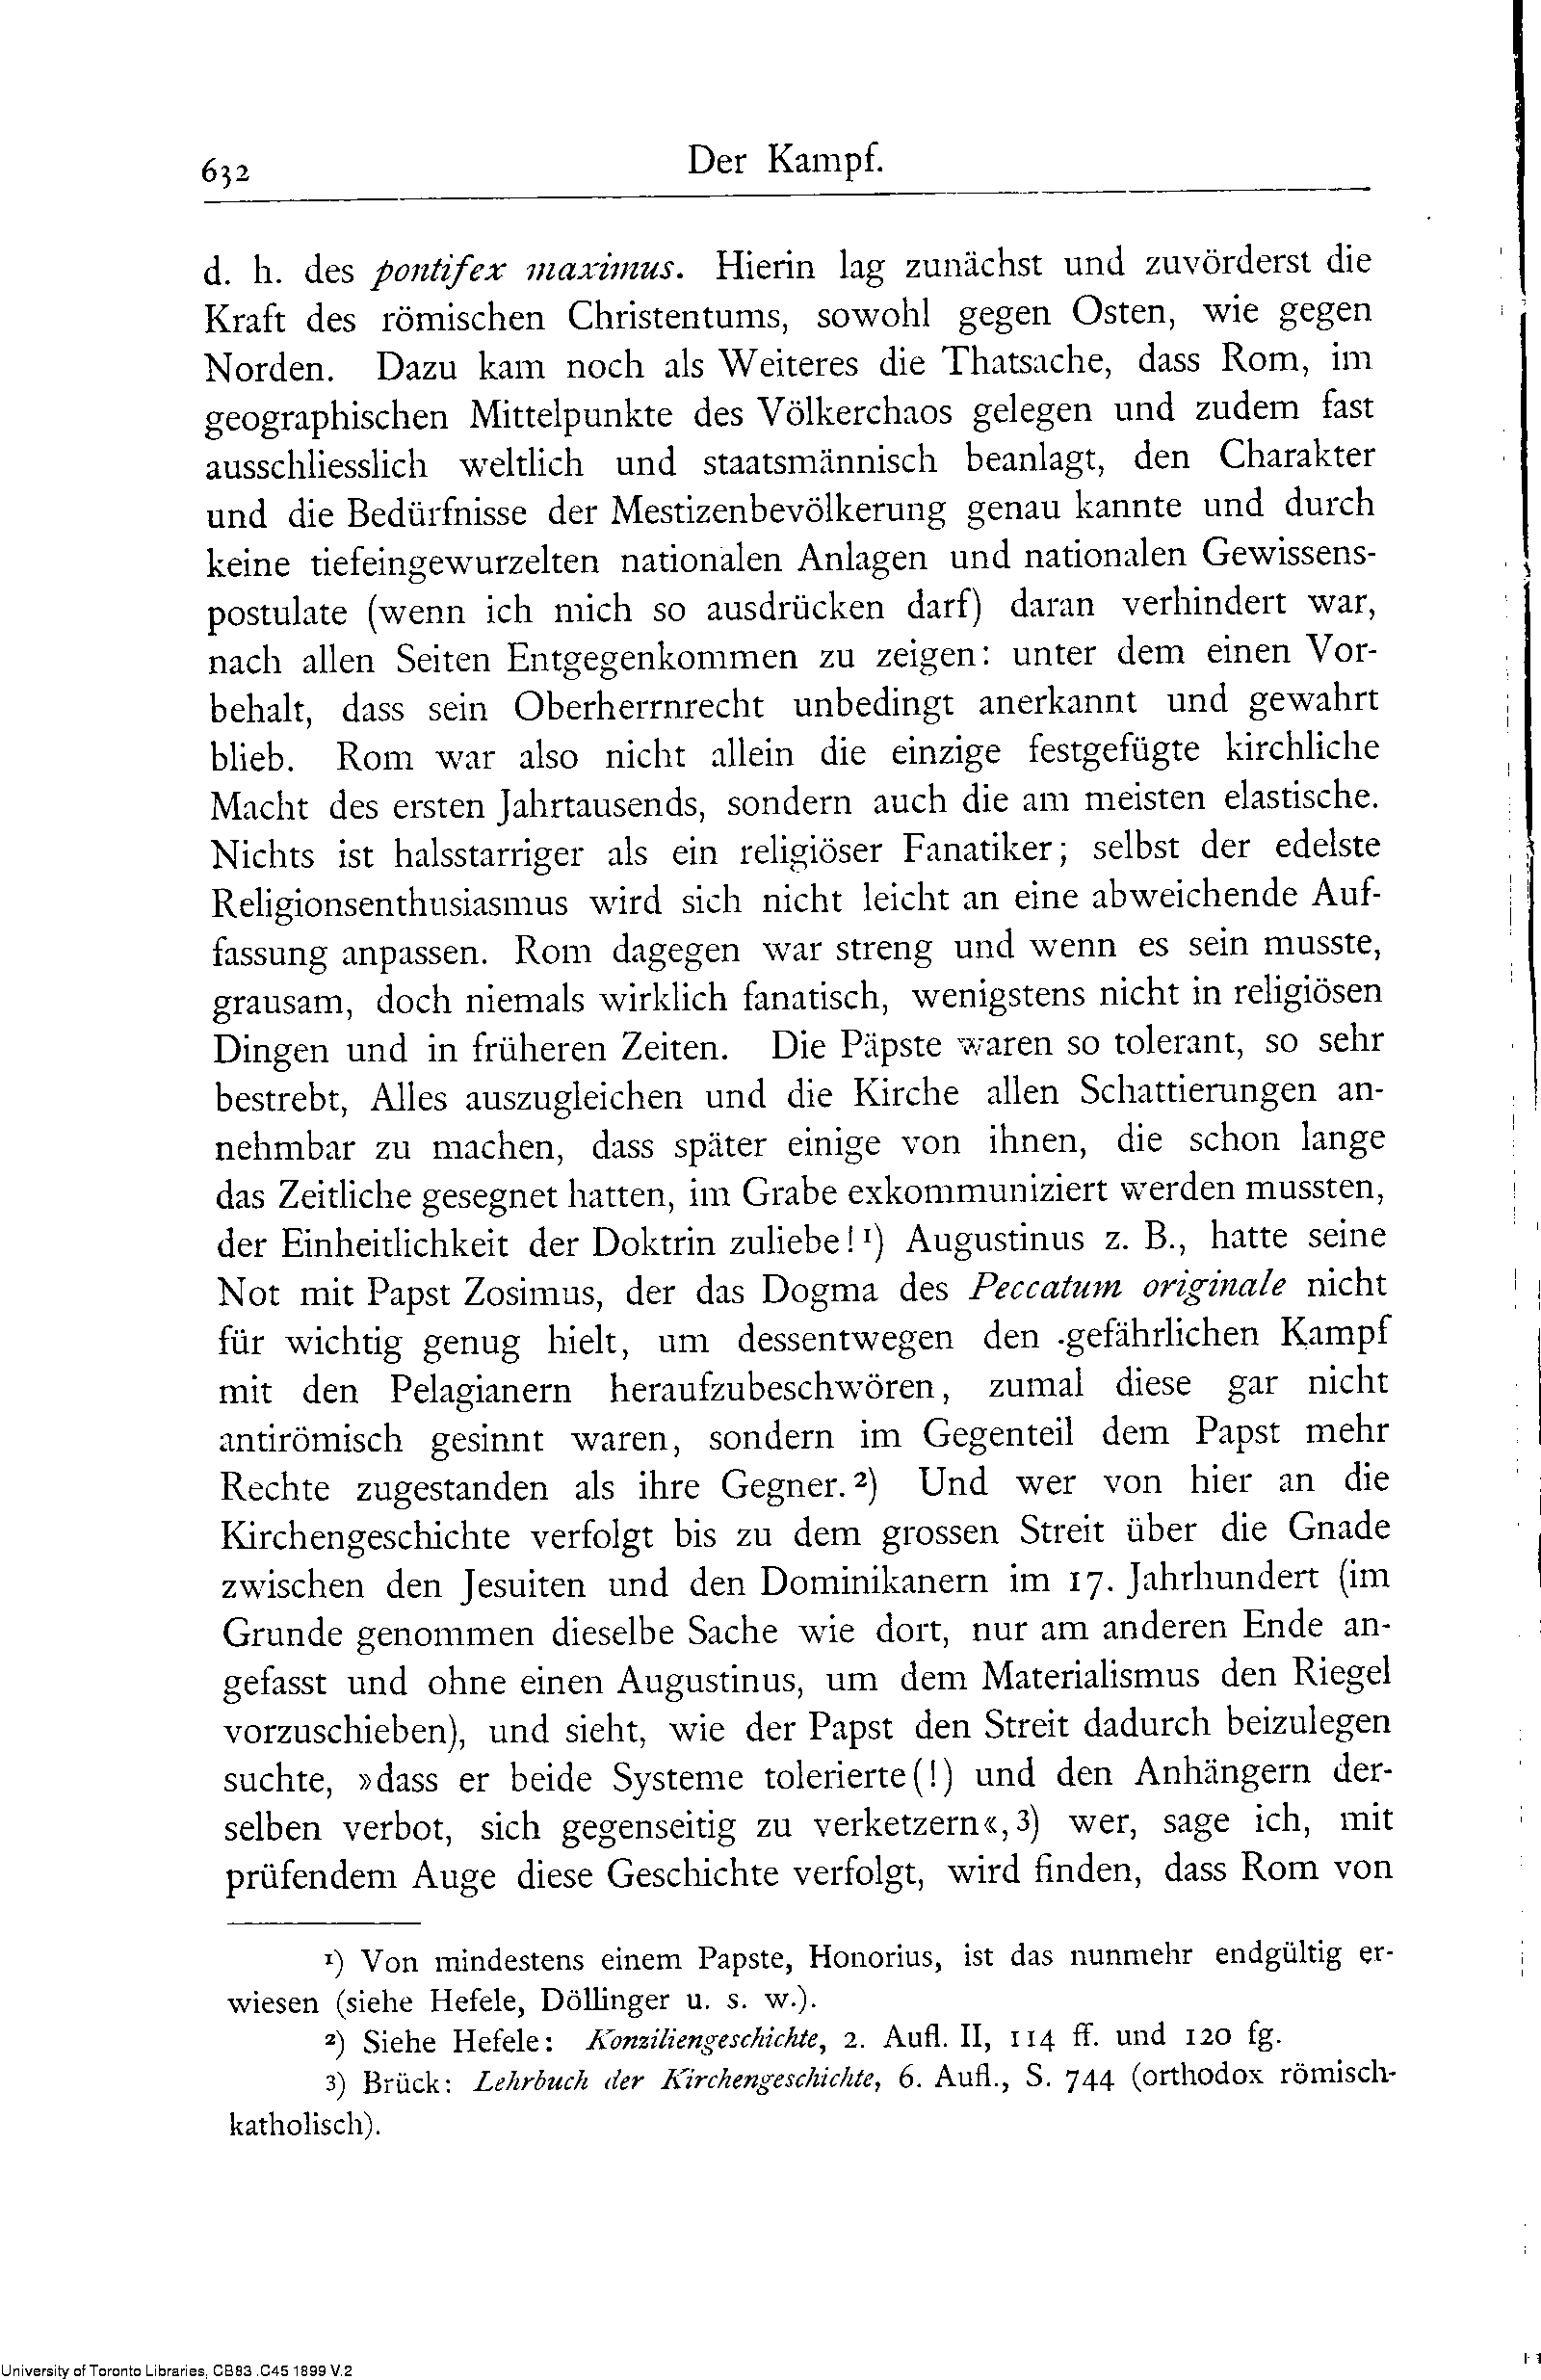 632
Der Kampf.
d. h. des pontifex maximus. Hierin lag zunächst und zuvörderst die
Kraft des römischen Christentums, sowohl gegen Osten, wie gegen
Norden. Dazu kam noch als Weiteres die Thatsache, dass Rom, im
geographischen Mittelpunkte des Völkerchaos gelegen und zudem fast
ausschliesslich weltlich und staatsmännisch beanlagt, den Charakter
und die Bedürfnisse der Mestizenbevölkerung genau kannte und durch
keine tiefeingewurzelten nationalen Anlagen und nationalen Gewissens-
postulate (wenn ich mich so ausdrücken darf) daran verhindert war,
nach allen Seiten Entgegenkommen zu zeigen: unter dem einen Vor-
behalt, dass sein Oberherrnrecht unbedingt anerkannt und gewahrt
blieb. Rom war also nicht allein die einzige festgefügte kirchliche
Macht des ersten Jahrtausends, sondern auch die am meisten elastische.
Nichts ist halsstarriger als ein religiöser Fanatiker; selbst der edelste
Religionsenthusiasmus wird sich nicht leicht an eine abweichende Auf-
fassung anpassen. Rom dagegen war streng und wenn es sein musste,
grausam, doch niemals wirklich fanatisch, wenigstens nicht in religiösen
Dingen und in früheren Zeiten. Die Päpste waren so tolerant, so sehr
bestrebt, Alles auszugleichen und die Kirche allen Schattierungen an-
nehmbar zu machen, dass später einige von ihnen, die schon lange
das Zeitliche gesegnet hatten, im Grabe exkommuniziert werden mussten,
der Einheitlichkeit der Doktrin zuliebe! 1) Augustinus z. B., hatte seine
Not mit Papst Zosimus, der das Dogma des Peccatum originale nicht
für wichtig genug hielt, um dessentwegen den gefährlichen Kampf
mit den Pelagianern heraufzubeschwören, zumal diese gar nicht
antirömisch gesinnt waren, sondern im Gegenteil dem Papst mehr
Rechte zugestanden als ihre Gegner. 2) Und wer von hier an die
Kirchengeschichte verfolgt bis zu dem grossen Streit über die Gnade
zwischen den Jesuiten und den Dominikanern im 17. Jahrhundert (im
Grunde genommen dieselbe Sache wie dort, nur am anderen Ende an-
gefasst und ohne einen Augustinus, um dem Materialismus den Riegel
vorzuschieben), und sieht, wie der Papst den Streit dadurch beizulegen
suchte, »dass er beide Systeme tolerierte(!) und den Anhängern der-
selben verbot, sich gegenseitig zu verketzern«, 3) wer, sage ich, mit
prüfendem Auge diese Geschichte verfolgt, wird finden, dass Rom von
1) Von mindestens einem Papste, Honorius, ist das nunmehr endgültig er-
wiesen (siehe Hefele, Döllinger u. s. w.).
2) Siehe Hefele: Konziliengeschichte, 2. Aufl. II, 114 ff. und 120 fg.
3) Brück: Lehrbuch der Kirchengeschichte, 6. Aufl., S. 744 (orthodox römisch-
katholisch).
University of Toronto Libraries, CB83 .C45 1899 V.2